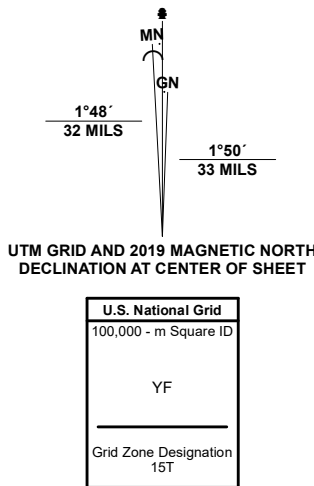 MN
GN
1°48´
32 MILS
1°50´
33 MILS
UTM GRID AND 2019 MAGNETIC NORTH
DECLINATION AT CENTER OF SHEET
U.S. National Grid
100,000 - m Square ID
YF
Grid Zone Designation
15T